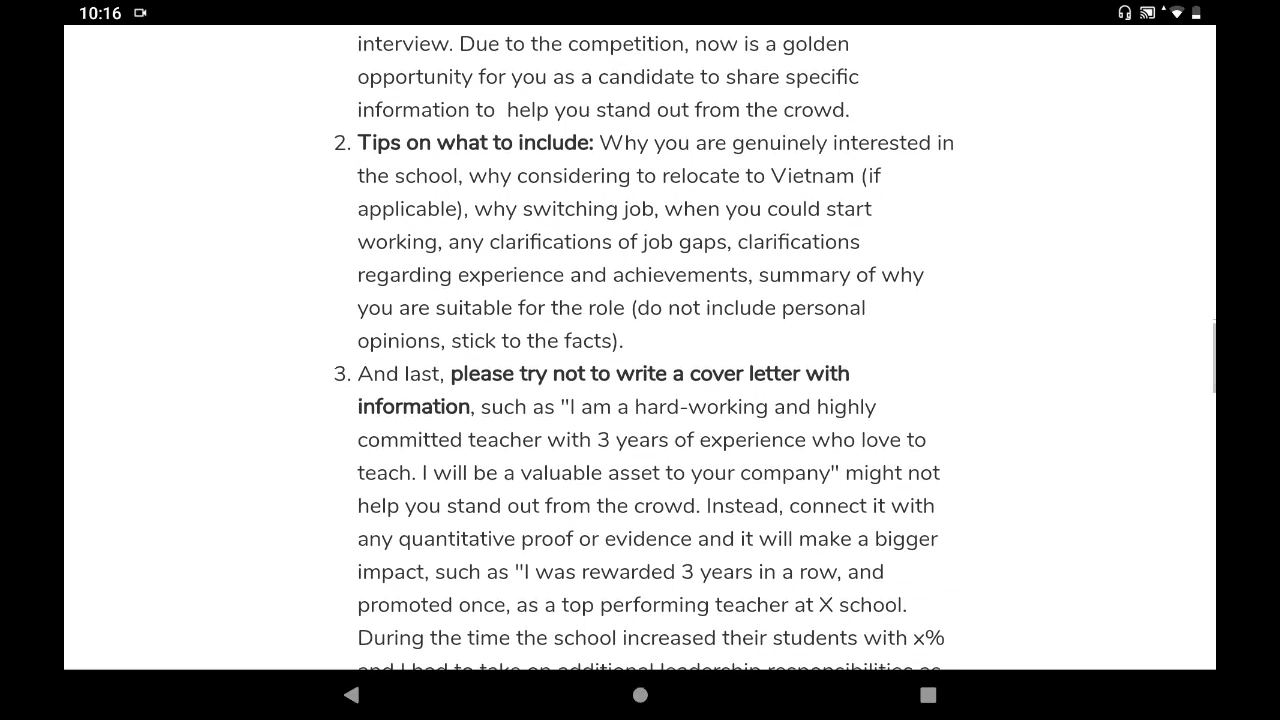 10:16
interview. Due to the competition, now is a golden
opportunity for you as a candidate to share specific
information to  help you stand out from the crowd.
2. Tips on what to include: Why you are genuinely interested in
the school, why considering to relocate to Vietnam (if
applicable), why switching job, when you could start
working, any clarifications of job gaps, clarifications
regarding experience and achievements, summary of why
you are suitable for the role (do not include personal
opinions, stick to the facts).
3. And last, please try not to write a cover letter with
information, such as "I am a hard-working and highly
committed teacher with 3 years of experience who love to
teach. I will be a valuable asset to your company" might not
help you stand out from the crowd. Instead, connect it with
any quantitative proof or evidence and it will make a bigger
impact, such as "I was rewarded 3 years in a row, and
promoted once, as a top performing teacher at X school.
During the time the school increased their students with x%
and I had to take on additional leadership responsibilities as